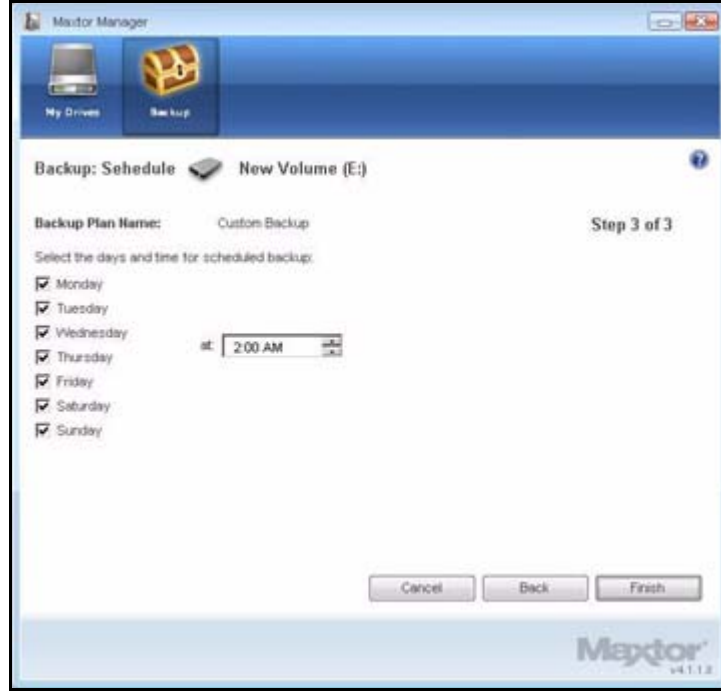 Maxtor Manager
My Drives
Backup
Backup: Schedule New Volume (E:)
Backup Plan Name: Custom Backup Step 3 of 3
Select the days and time for scheduled backup:
Monday
Tuesday
Wednesday
at: 2:00 AM
Thursday
Friday
Saturday
Sunday
Cancel Back Finish
Maxtor
v4.1.1.2